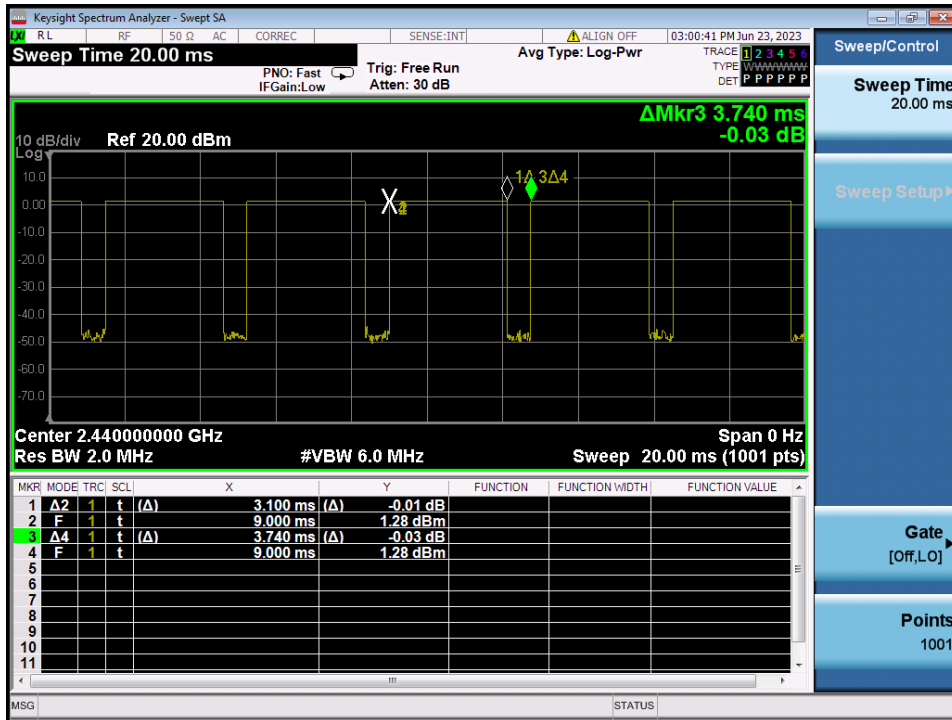 Keysight Spectrum Analyzer - Swept SA
LXI RL RF 50 Ω AC CORREC SENSE:INT ALIGN OFF 03:00:41 PM Jun 23, 2023
Sweep Time 20.00 ms
PNO: Fast
IFGain:Low
Trig: Free Run
Atten: 30 dB
Avg Type: Log-Pwr
TRACE 1 2 3 4 5 6
TYPE WWWWWW
DET P P P P P P
ΔMkr3 3.740 ms
-0.03 dB
10 dB/div Ref 20.00 dBm
Log
10.0
0.00
-10.0
-20.0
-30.0
-40.0
-50.0
-60.0
-70.0
1Δ 3Δ4
Center 2.440000000 GHz Span 0 Hz
Res BW 2.0 MHz #VBW 6.0 MHz Sweep 20.00 ms (1001 pts)
MKR MODE TRC SCL X Y FUNCTION FUNCTION WIDTH FUNCTION VALUE
1 Δ2 1 t (Δ) 3.100 ms (Δ) -0.01 dB
2 F 1 t 9.000 ms 1.28 dBm
3 Δ4 1 t (Δ) 3.740 ms (Δ) -0.03 dB
4 F 1 t 9.000 ms 1.28 dBm
5
6
7
8
9
10
11
MSG STATUS
Sweep/Control
Sweep Time
20.00 ms
Sweep Setup
Gate
[Off,LO]
Points
1001